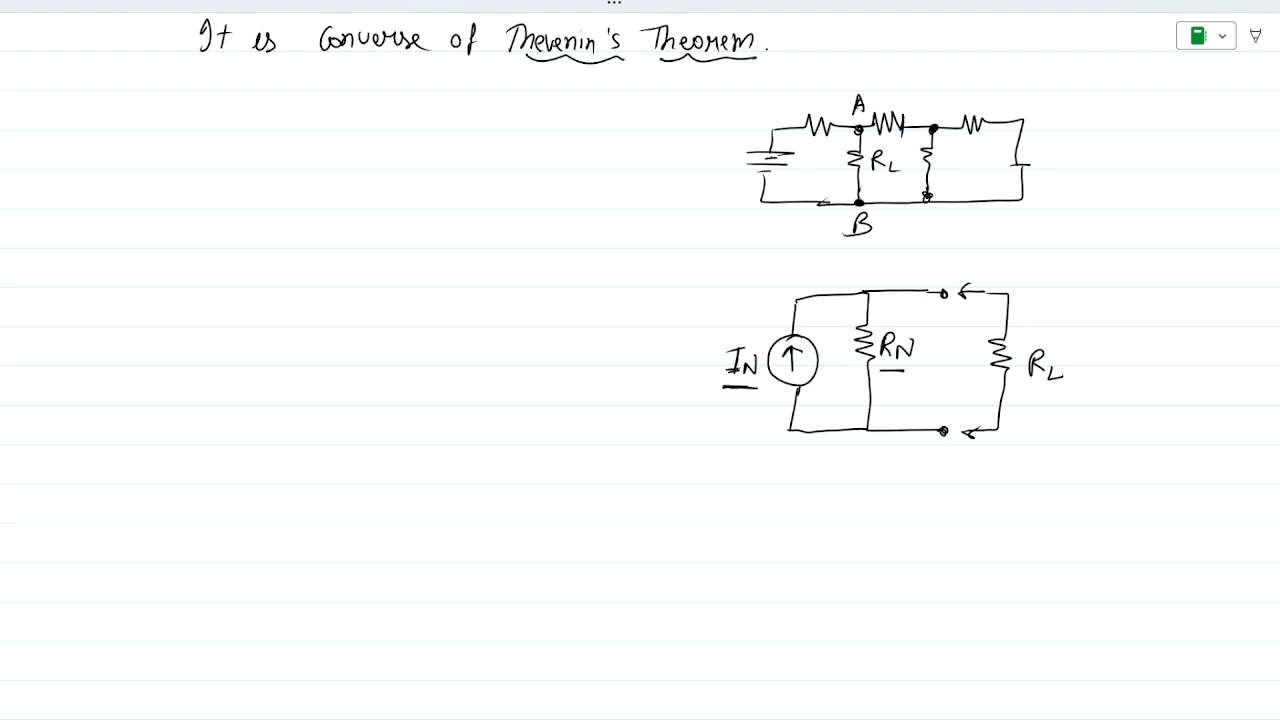 It is converse of Thevenin's Theorem.
A
RL
B
IN
RN
RL